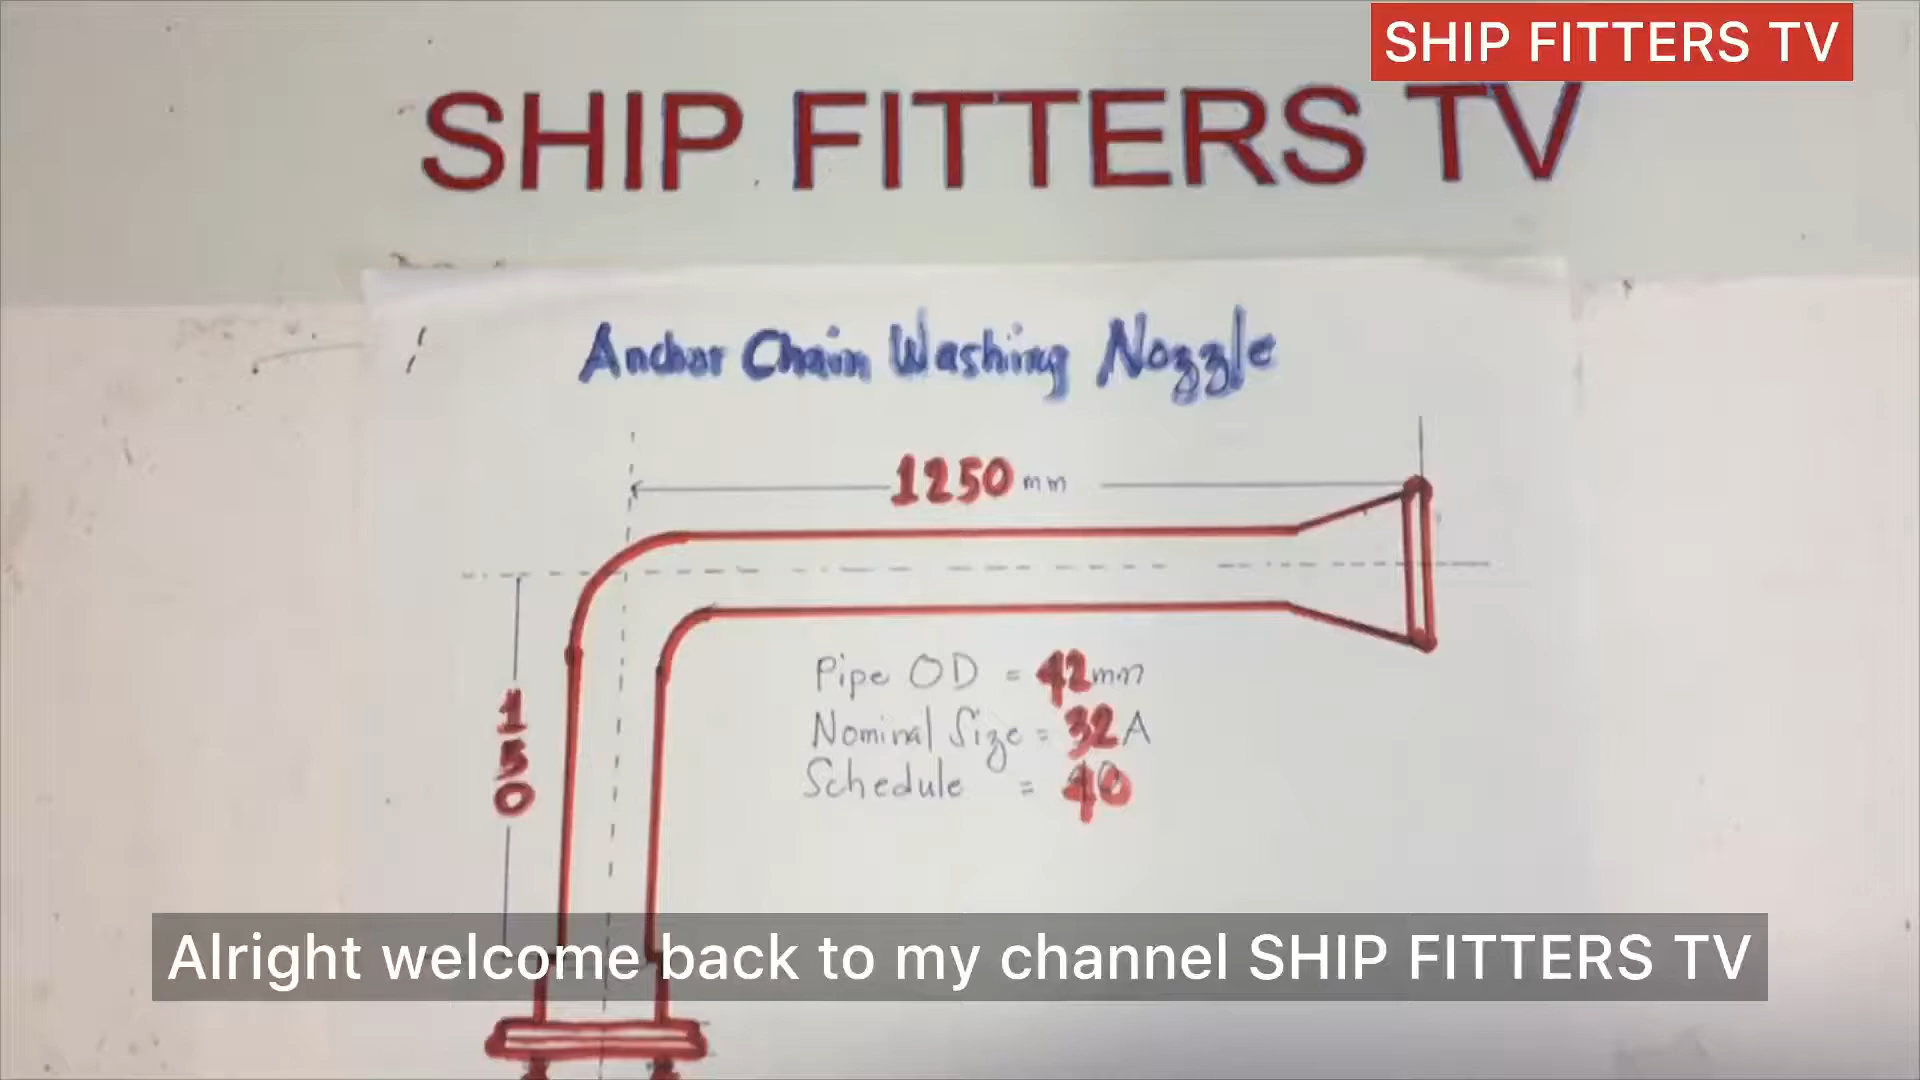 SHIP FITTERS TV
SHIP FITTERS TV
Anchor Chain Washing Nozzle
1250 mm
150
Pipe OD = 42mm
Nominal Size = 32A
Schedule = 40
Alright welcome back to my channel SHIP FITTERS TV